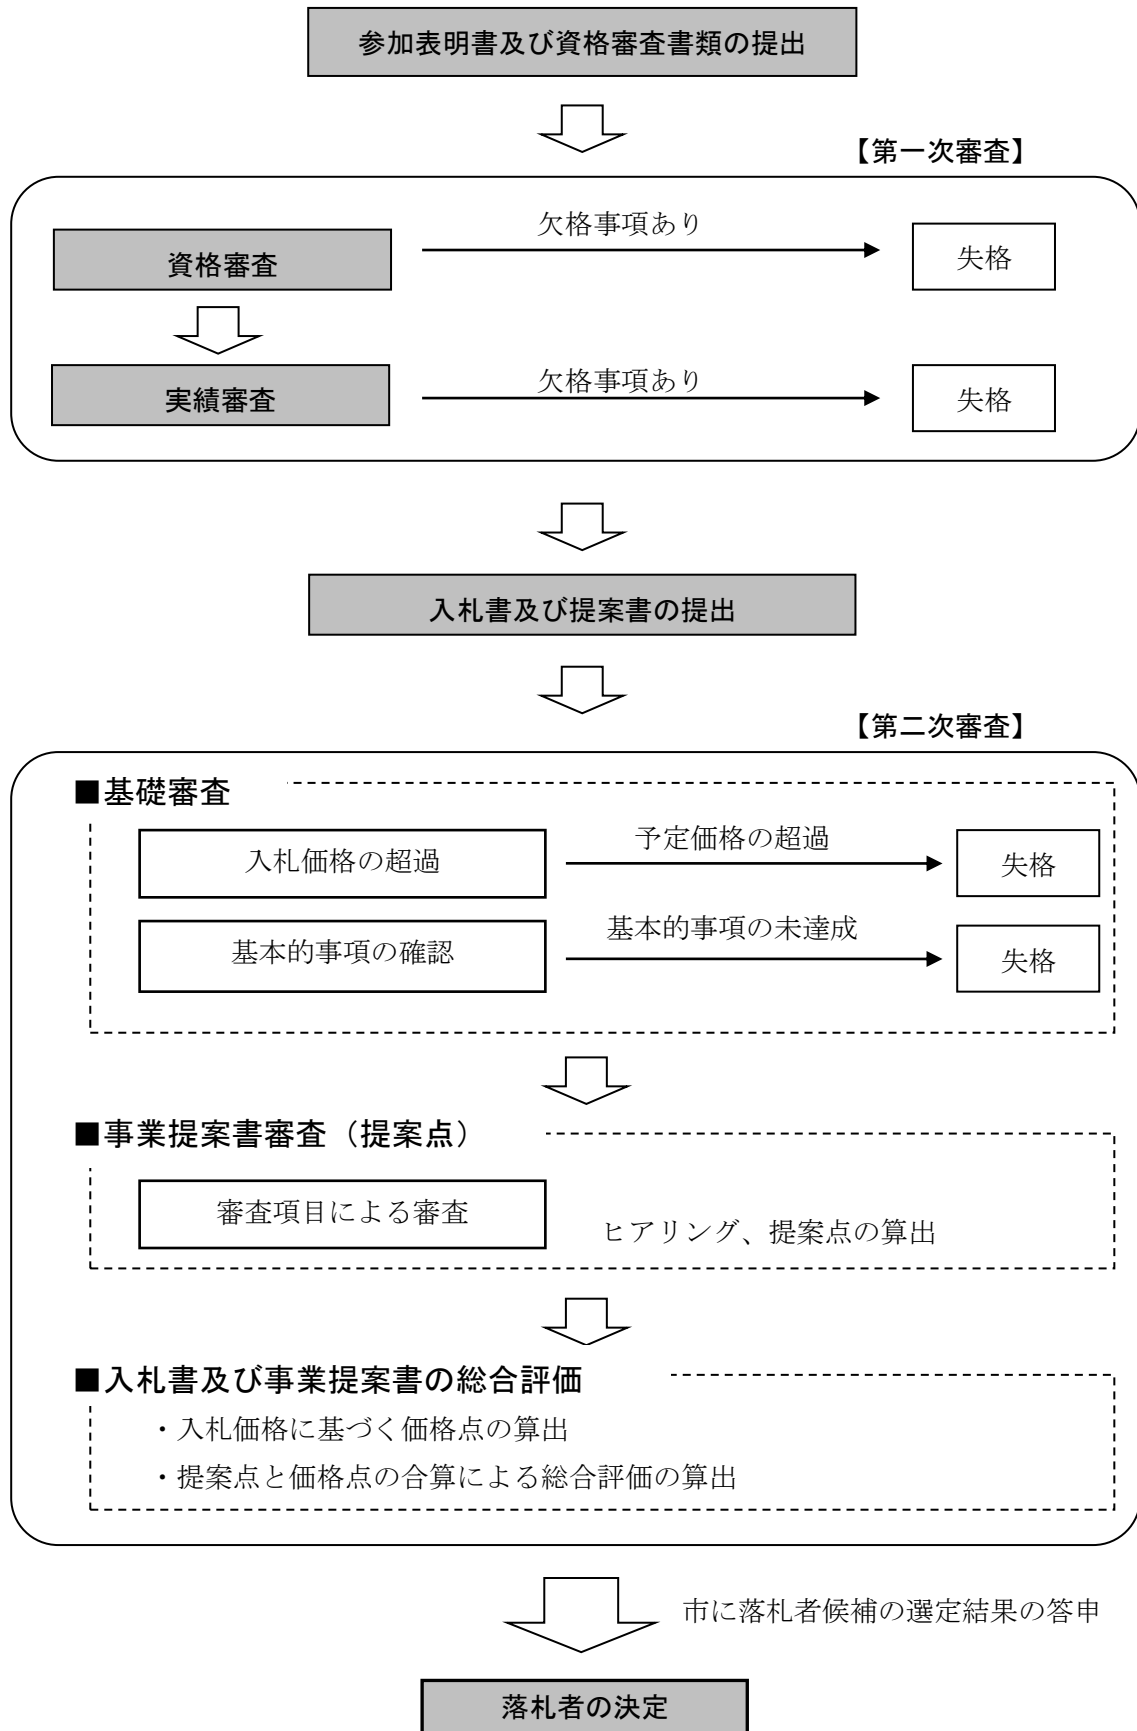 参加表明書及び資格審査書類の提出
【第一次審査】
欠格事項あり
資格審査
失格
欠格事項あり
実績審査
失格
入札書及び提案書の提出
【第二次審査】
■基礎審査
入札価格の超過
予定価格の超過
失格
基本的事項の確認
基本的事項の未達成
失格
■事業提案書審査（提案点）
審査項目による審査
ヒアリング、提案点の算出
■入札書及び事業提案書の総合評価
・入札価格に基づく価格点の算出
・提案点と価格点の合算による総合評価の算出
市に落札者候補の選定結果の答申
落札者の決定